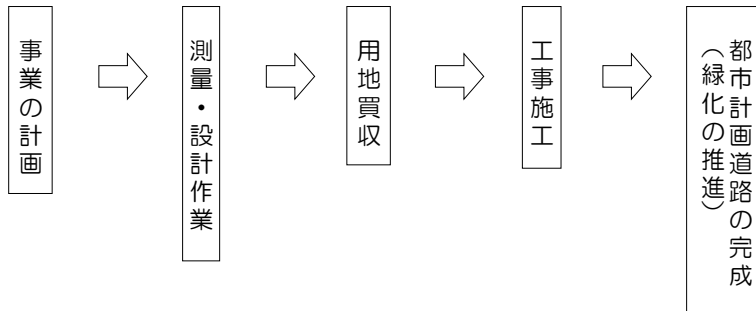 事業の計画
測量・設計作業
用地買収
工事施工
都市計画道路の完成
（緑化の推進）